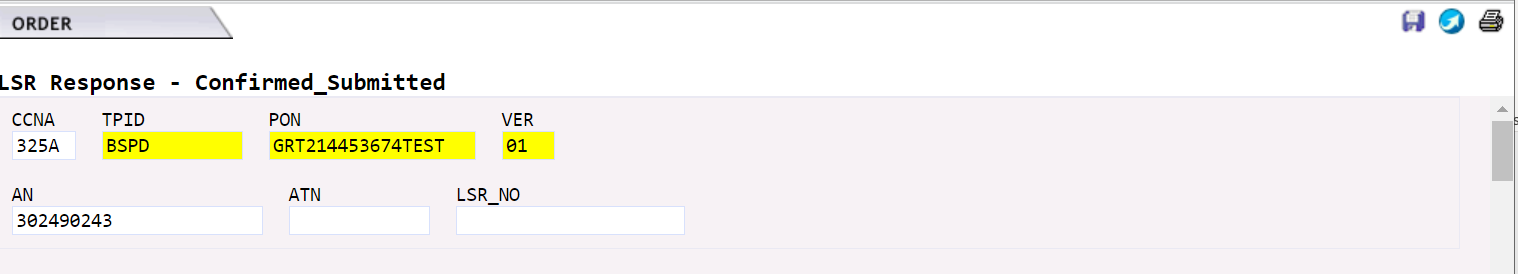 ORDER
LSR Response - Confirmed_Submitted
CCNA TPID PON VER
325A BSPD GRT214453674TEST 01
AN ATN LSR_NO
302490243